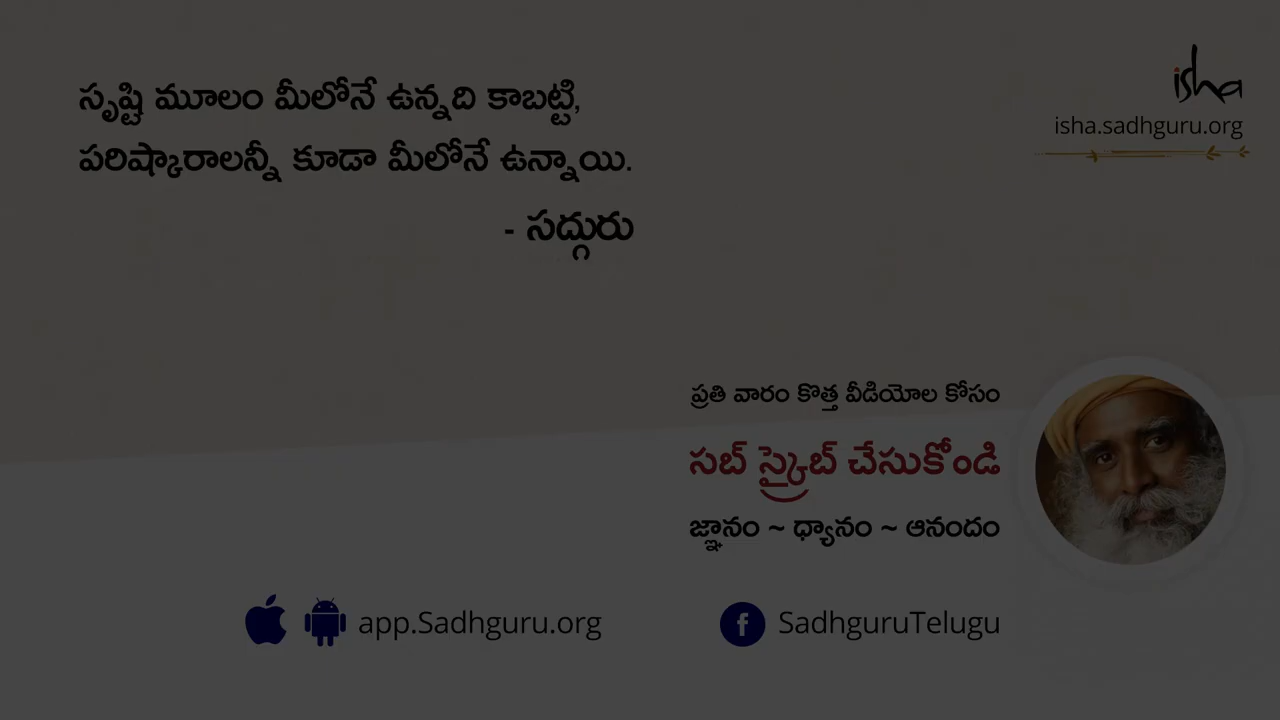 సృష్టి మూలం మీలోనే ఉన్నది కాబట్టి,
పరిష్కారాలన్నీ కూడా మీలోనే ఉన్నాయి.
- సద్గురు
isha
isha.sadhguru.org
ప్రతి వారం కొత్త వీడియోల కోసం
సబ్ స్క్రైబ్ చేసుకోండి
జ్ఞానం ~ ధ్యానం ~ ఆనందం
app.Sadhguru.org
SadhguruTelugu